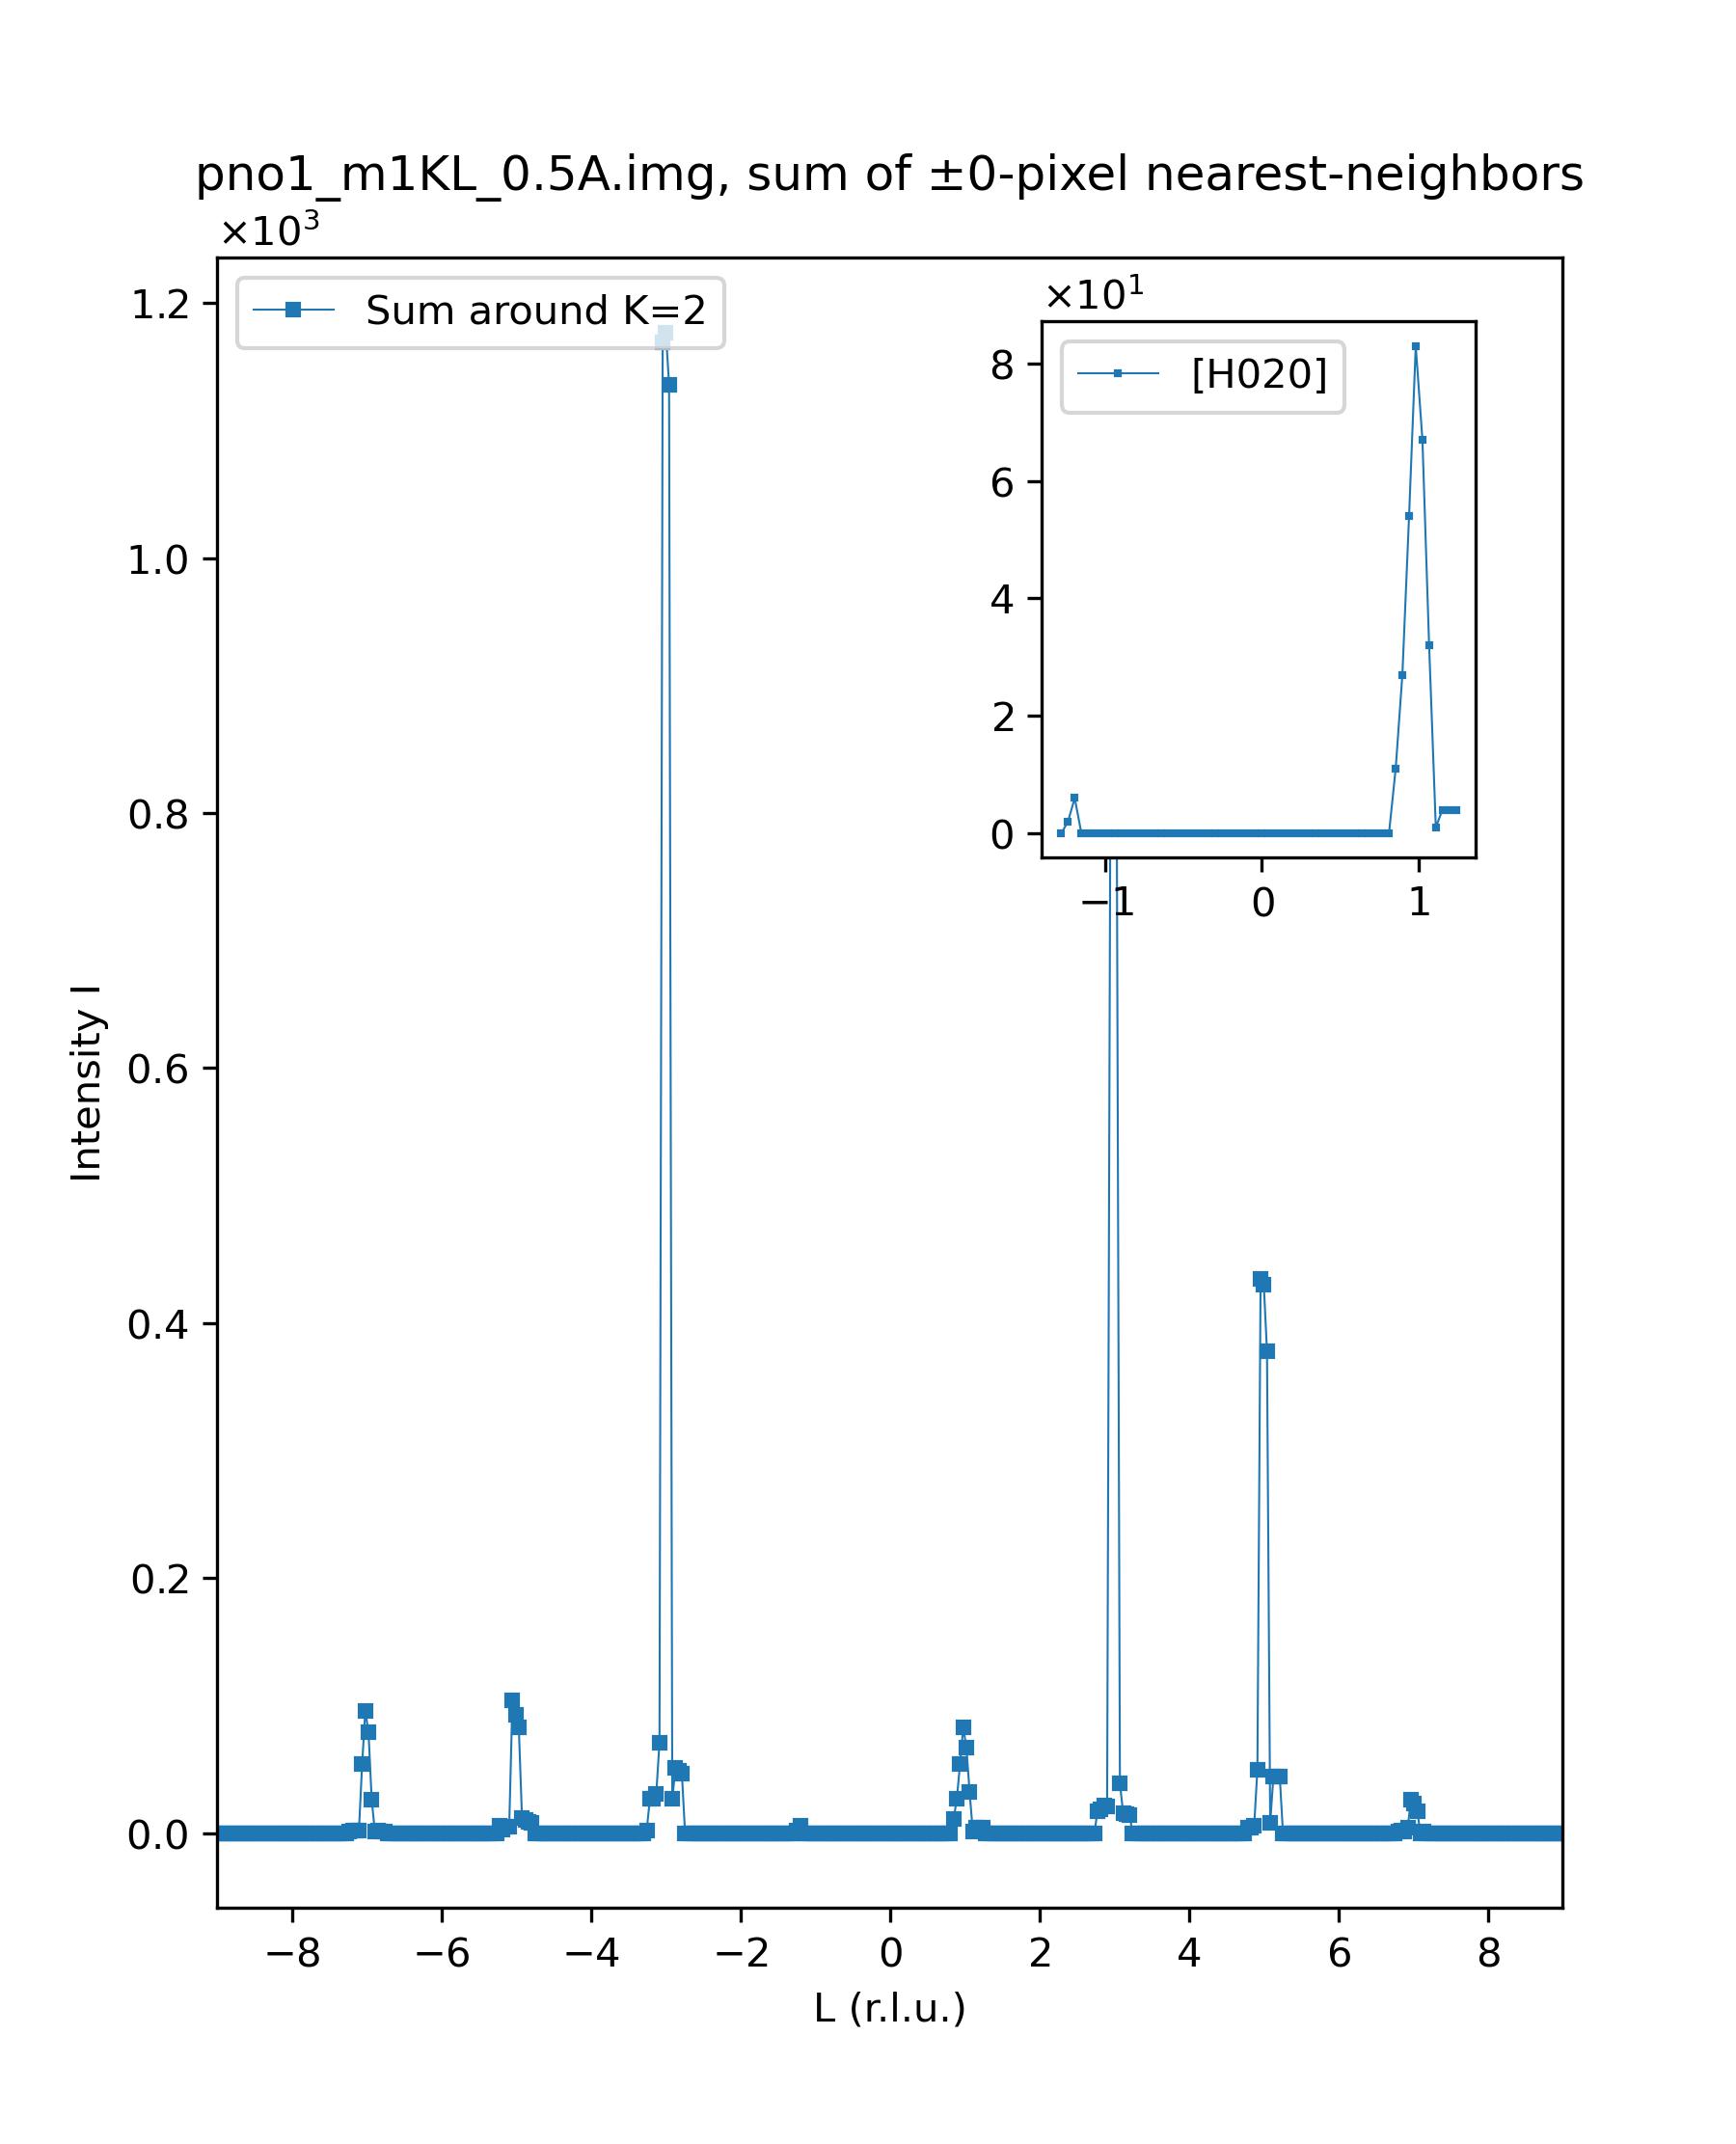 pno1_m1KL_0.5A.img, sum of ±0-pixel nearest-neighbors
×10³
Sum around K=2
1.2
1.0
0.8
0.6
0.4
0.2
0.0
Intensity I
×10¹
[H020]
8
6
4
2
0
−1 0 1
−8 −6 −4 −2 0 2 4 6 8
L (r.l.u.)